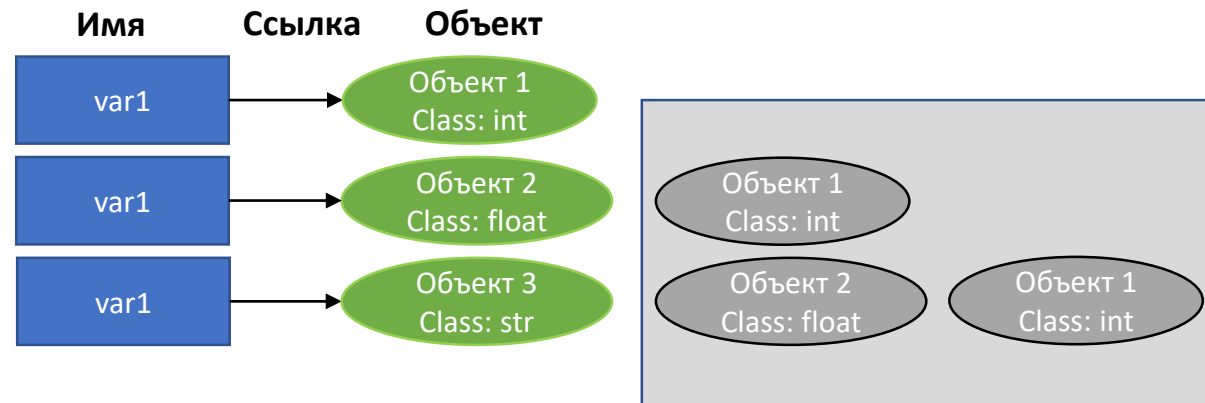 Имя Ссылка Объект
var1
Объект 1
Class: int
var1
Объект 2
Class: float
Объект 1
Class: int
var1
Объект 3
Class: str
Объект 2
Class: float
Объект 1
Class: int